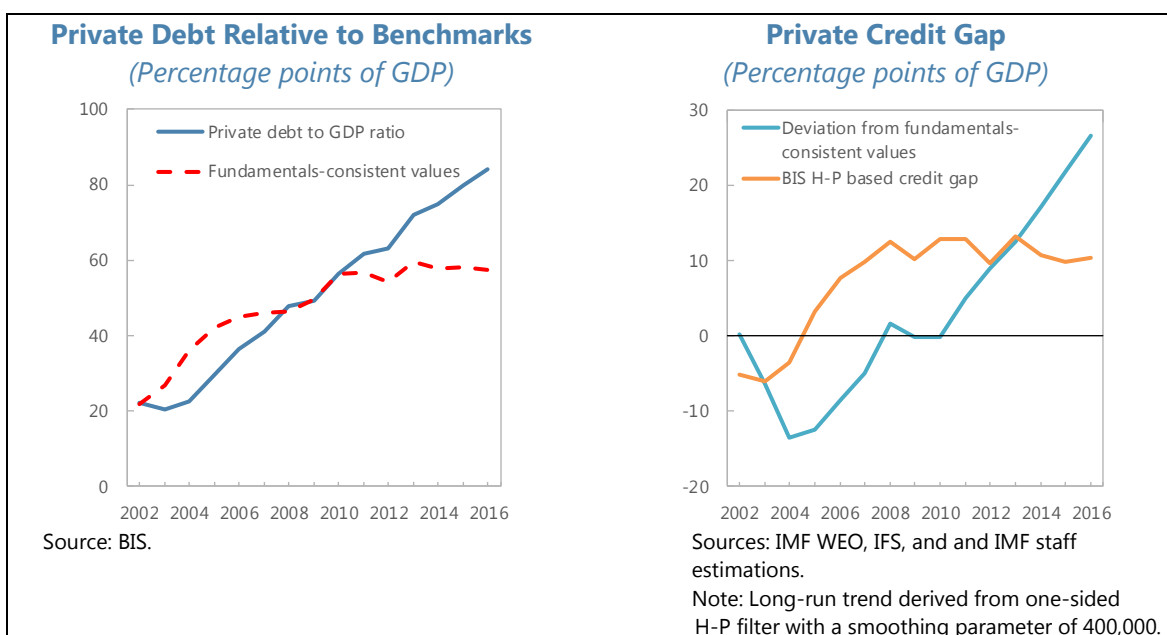 Private Debt Relative to Benchmarks
(Percentage points of GDP)
100
80
60
40
20
0
Private debt to GDP ratio
Fundamentals-consistent values
2002 2004 2006 2008 2010 2012 2014 2016
Source: BIS.
Private Credit Gap
(Percentage points of GDP)
30
20
10
0
-10
-20
Deviation from fundamentals-
consistent values
BIS H-P based credit gap
2002 2004 2006 2008 2010 2012 2014 2016
Sources: IMF WEO, IFS, and and IMF staff
estimations.
Note: Long-run trend derived from one-sided
H-P filter with a smoothing parameter of 400,000.